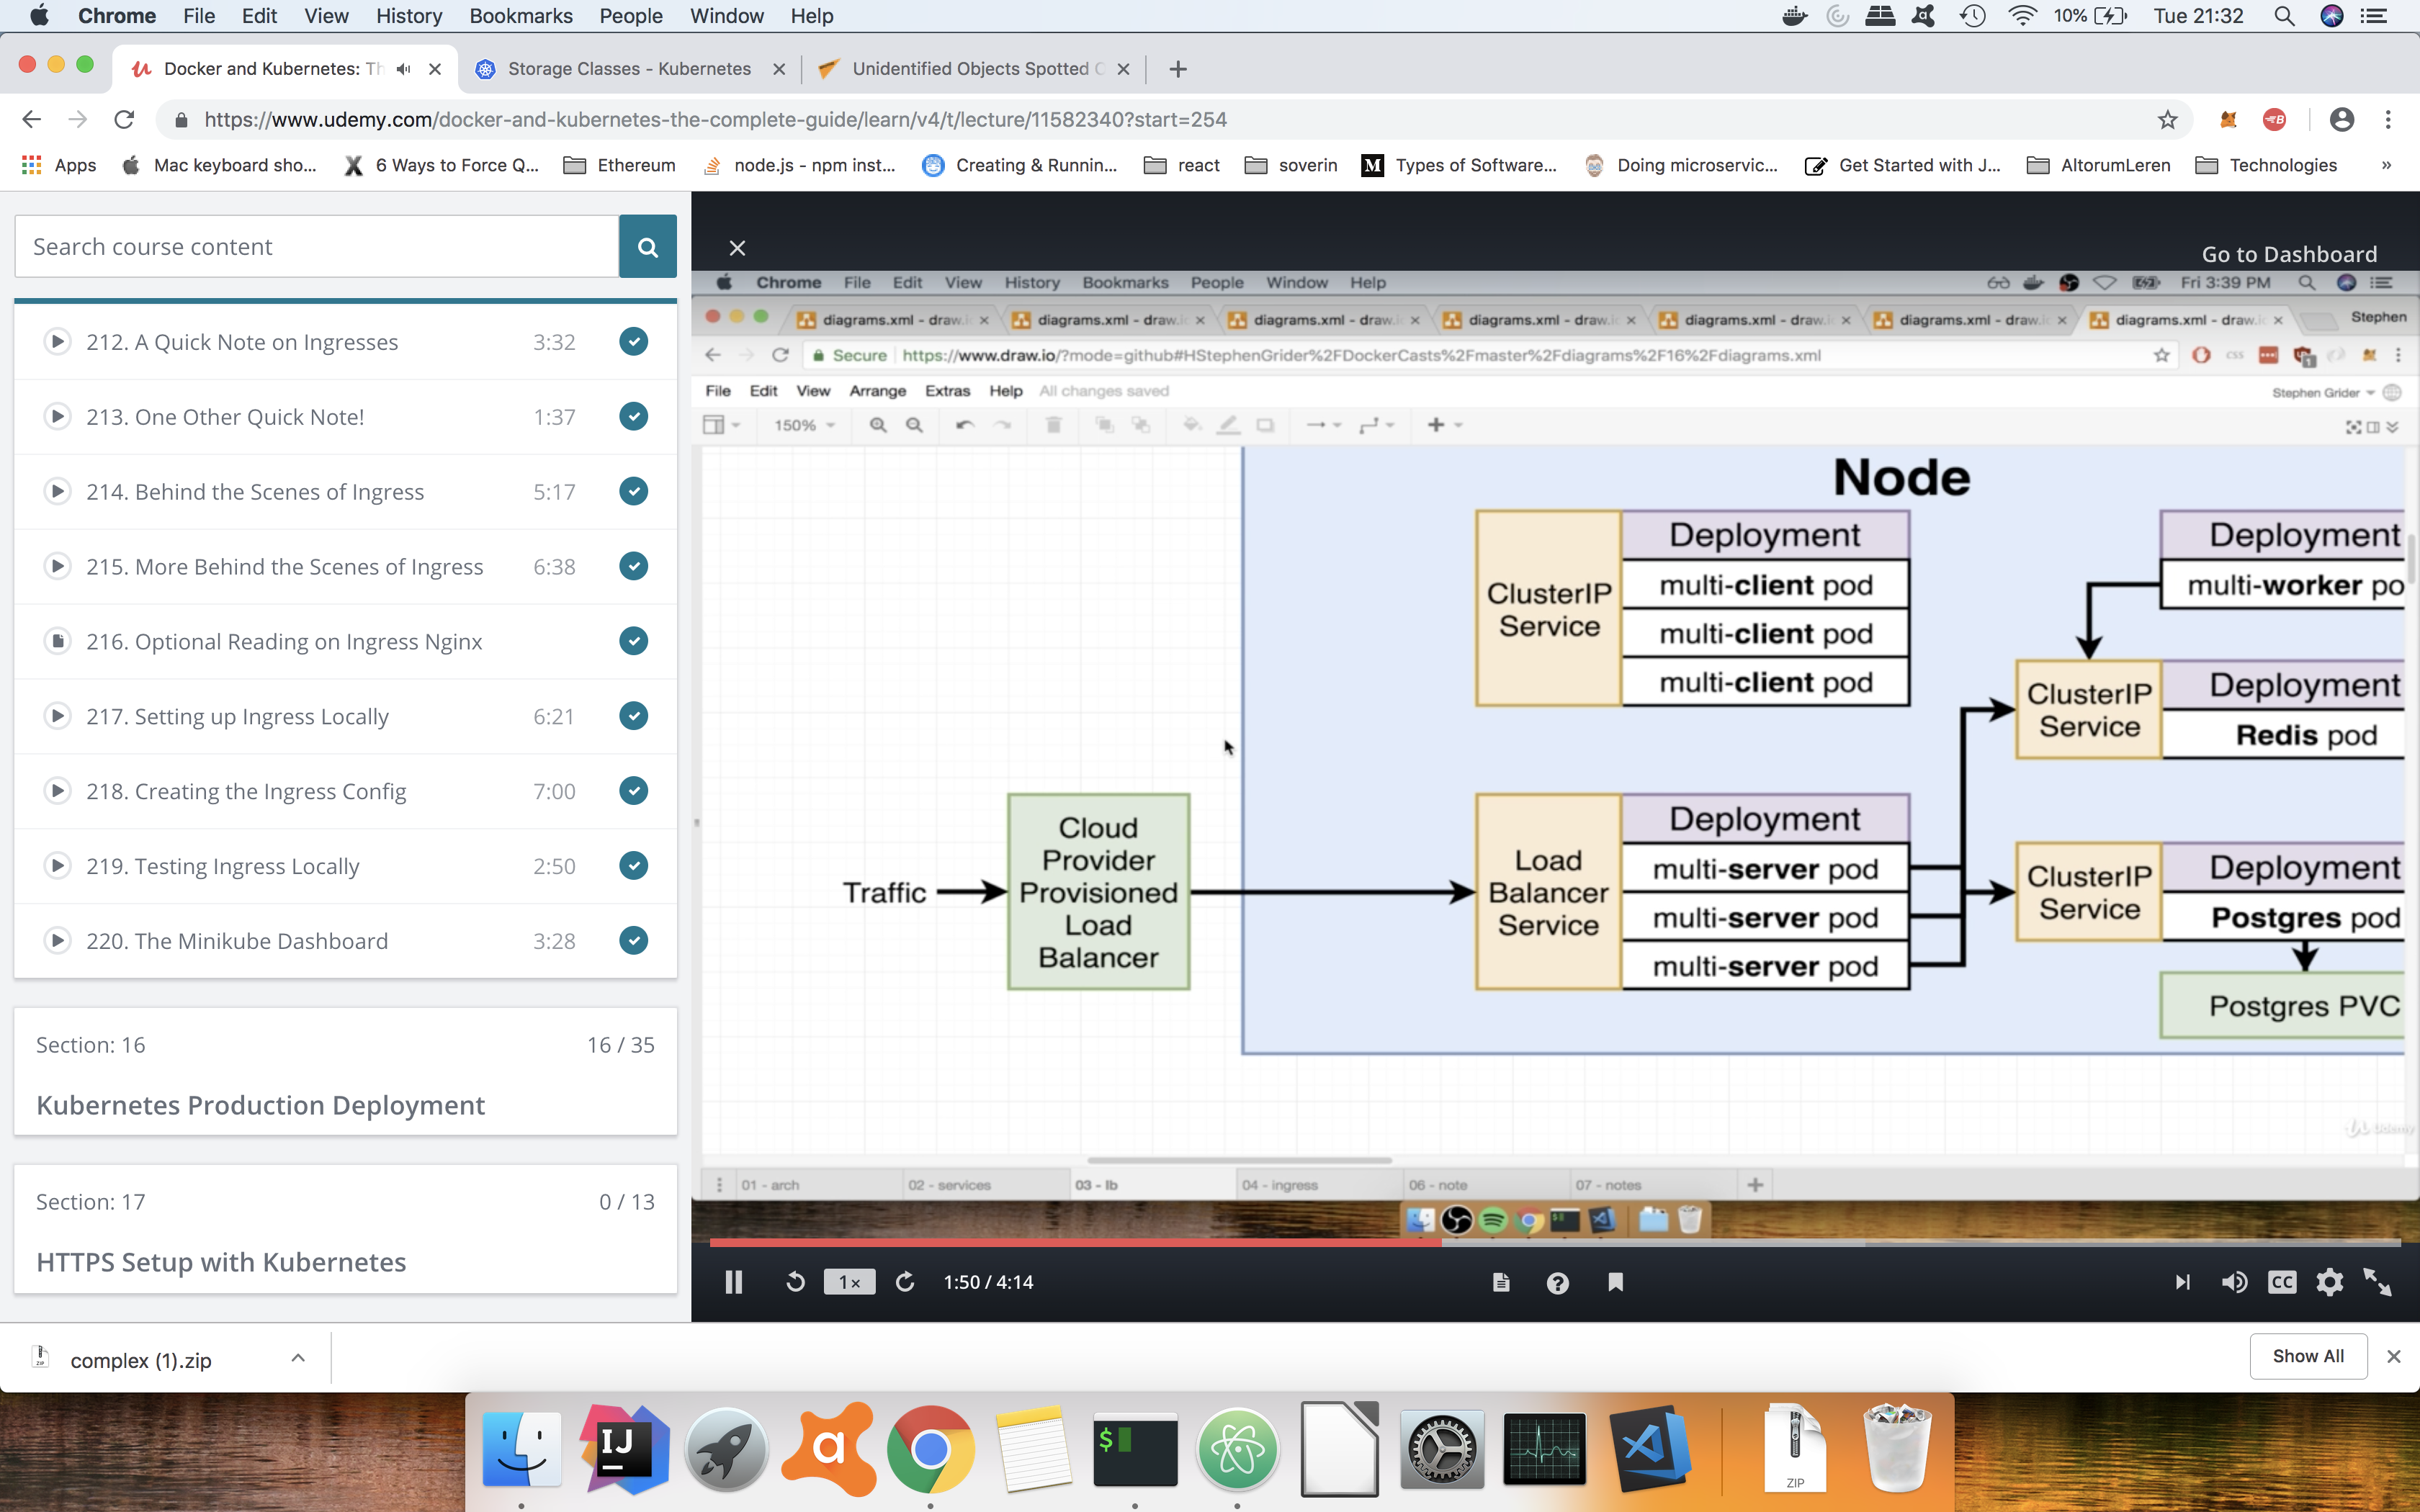 Chrome File Edit View History Bookmarks People Window Help 10% Tue 21:32
Docker and Kubernetes: Th Storage Classes - Kubernetes Unidentified Objects Spotted
https://www.udemy.com/docker-and-kubernetes-the-complete-guide/learn/v4/t/lecture/11582340?start=254
Apps Mac keyboard sho... 6 Ways to Force Q... Ethereum node.js - npm inst... Creating & Runnin... react soverin Types of Software... Doing microservic... Get Started with J... AltorumLeren Technologies »
Search course content
212. A Quick Note on Ingresses 3:32
213. One Other Quick Note! 1:37
214. Behind the Scenes of Ingress 5:17
215. More Behind the Scenes of Ingress 6:38
216. Optional Reading on Ingress Nginx
217. Setting up Ingress Locally 6:21
218. Creating the Ingress Config 7:00
219. Testing Ingress Locally 2:50
220. The Minikube Dashboard 3:28
Section: 16 16 / 35
Kubernetes Production Deployment
Section: 17 0 / 13
HTTPS Setup with Kubernetes
Go to Dashboard
Chrome File Edit View History Bookmarks People Window Help Fri 3:39 PM
diagrams.xml - draw.i diagrams.xml - draw.i diagrams.xml - draw.i diagrams.xml - draw.i diagrams.xml - draw.i diagrams.xml - draw.i diagrams.xml - draw.i Stephen
Secure https://www.draw.io/?mode=github#HStephenGrider%2FDockerCasts%2Fmaster%2Fdiagrams%2F16%2Fdiagrams.xml
File Edit View Arrange Extras Help All changes saved Stephen Grider
150%
Node
ClusterIP
Service
Deployment
multi-client pod
multi-client pod
multi-client pod
Deployment
multi-worker po
ClusterIP
Service
Deployment
Redis pod
Traffic
Cloud
Provider
Provisioned
Load
Balancer
Load
Balancer
Service
Deployment
multi-server pod
multi-server pod
multi-server pod
ClusterIP
Service
Deployment
Postgres pod
Postgres PVC
Udemy
01 - arch 02 - services 03 - lb 04 - ingress 06 - note 07 - notes
1x 1:50 / 4:14 CC
complex (1).zip Show All
IJ
ZIP